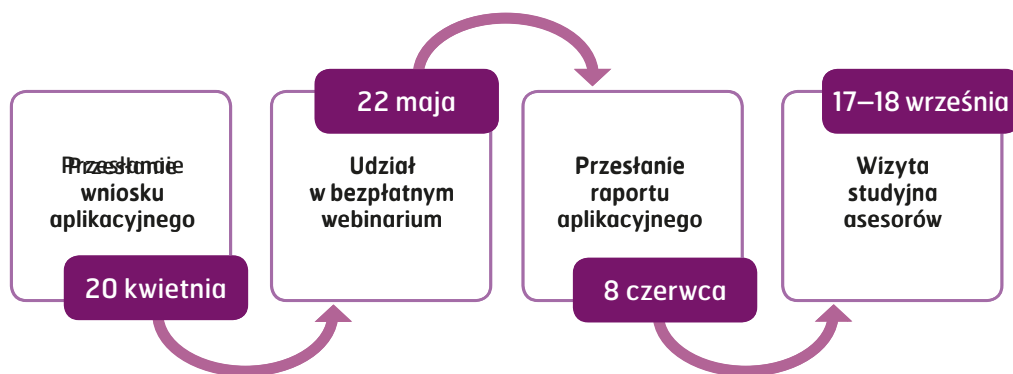 Przesłanie
wniosku
aplikacyjnego
20 kwietnia
22 maja
Udział
w bezpłatnym
webinarium
Przesłanie
raportu
aplikacyjnego
8 czerwca
17–18 września
Wizyta
studyjna
asesorów